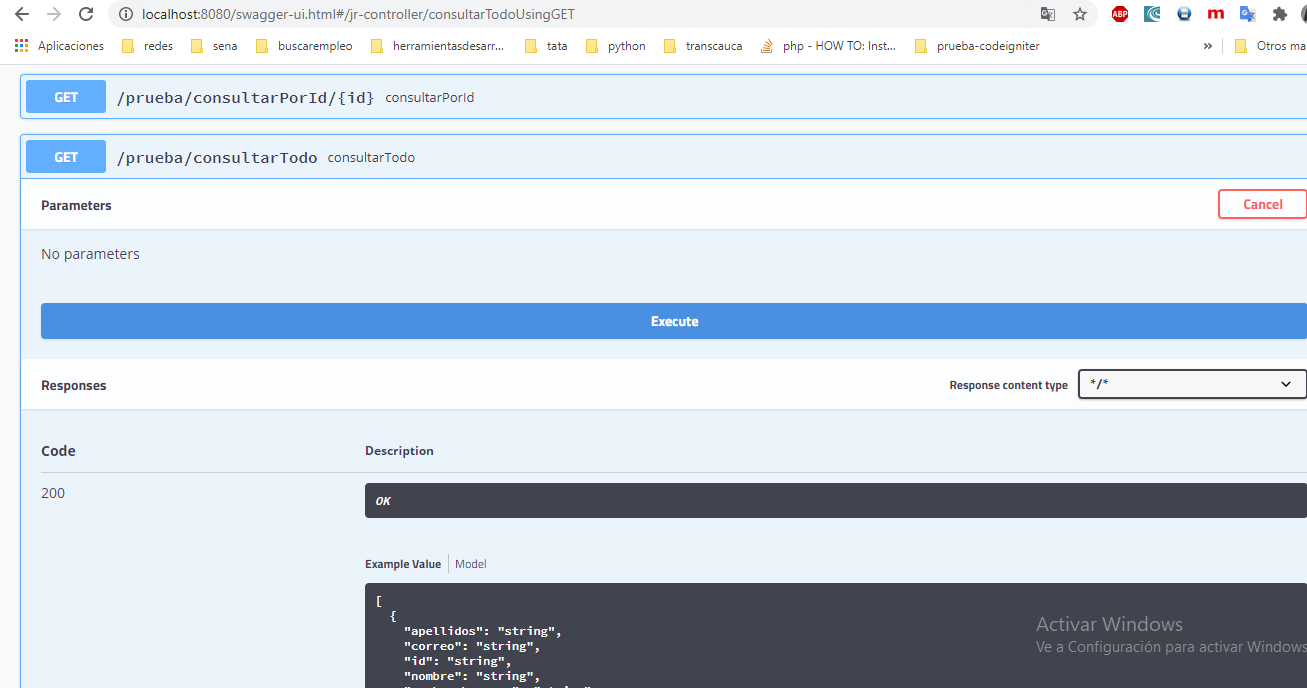 localhost:8080/swagger-ui.html#/jr-controller/consultarTodoUsingGET
ABP
m
Aplicaciones redes sena buscarempleo herramientasdesarr... tata python transcauca php - HOW TO: Inst... prueba-codeigniter » Otros ma
GET /prueba/consultarPorId/{id} consultarPorId
GET /prueba/consultarTodo consultarTodo
Parameters Cancel
No parameters
Execute
Responses Response content type */*
Code Description
200 OK
Example Value Model
[
{
"apellidos": "string",
"correo": "string",
"id": "string",
"nombre": "string",
Activar Windows
Ve a Configuración para activar Windows